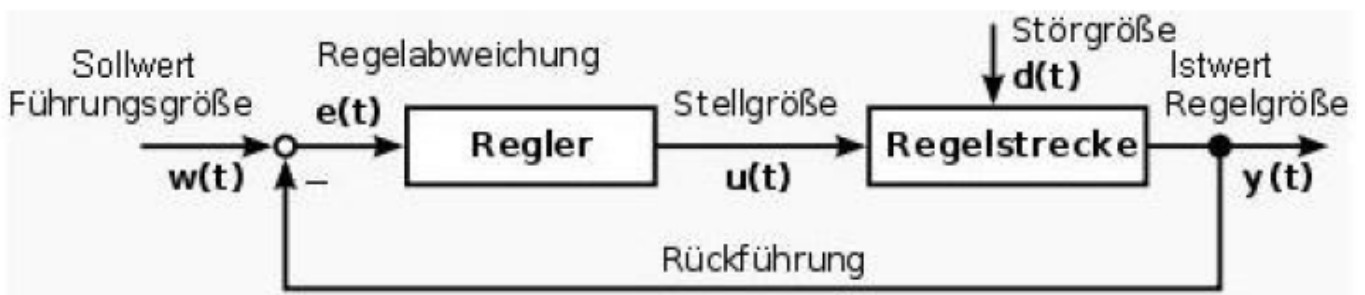 Sollwert
Führungsgröße
w(t)
Regelabweichung
e(t)
Regler
Stellgröße
u(t)
Störgröße
d(t)
Regelstrecke
Istwert
Regelgröße
y(t)
–
Rückführung